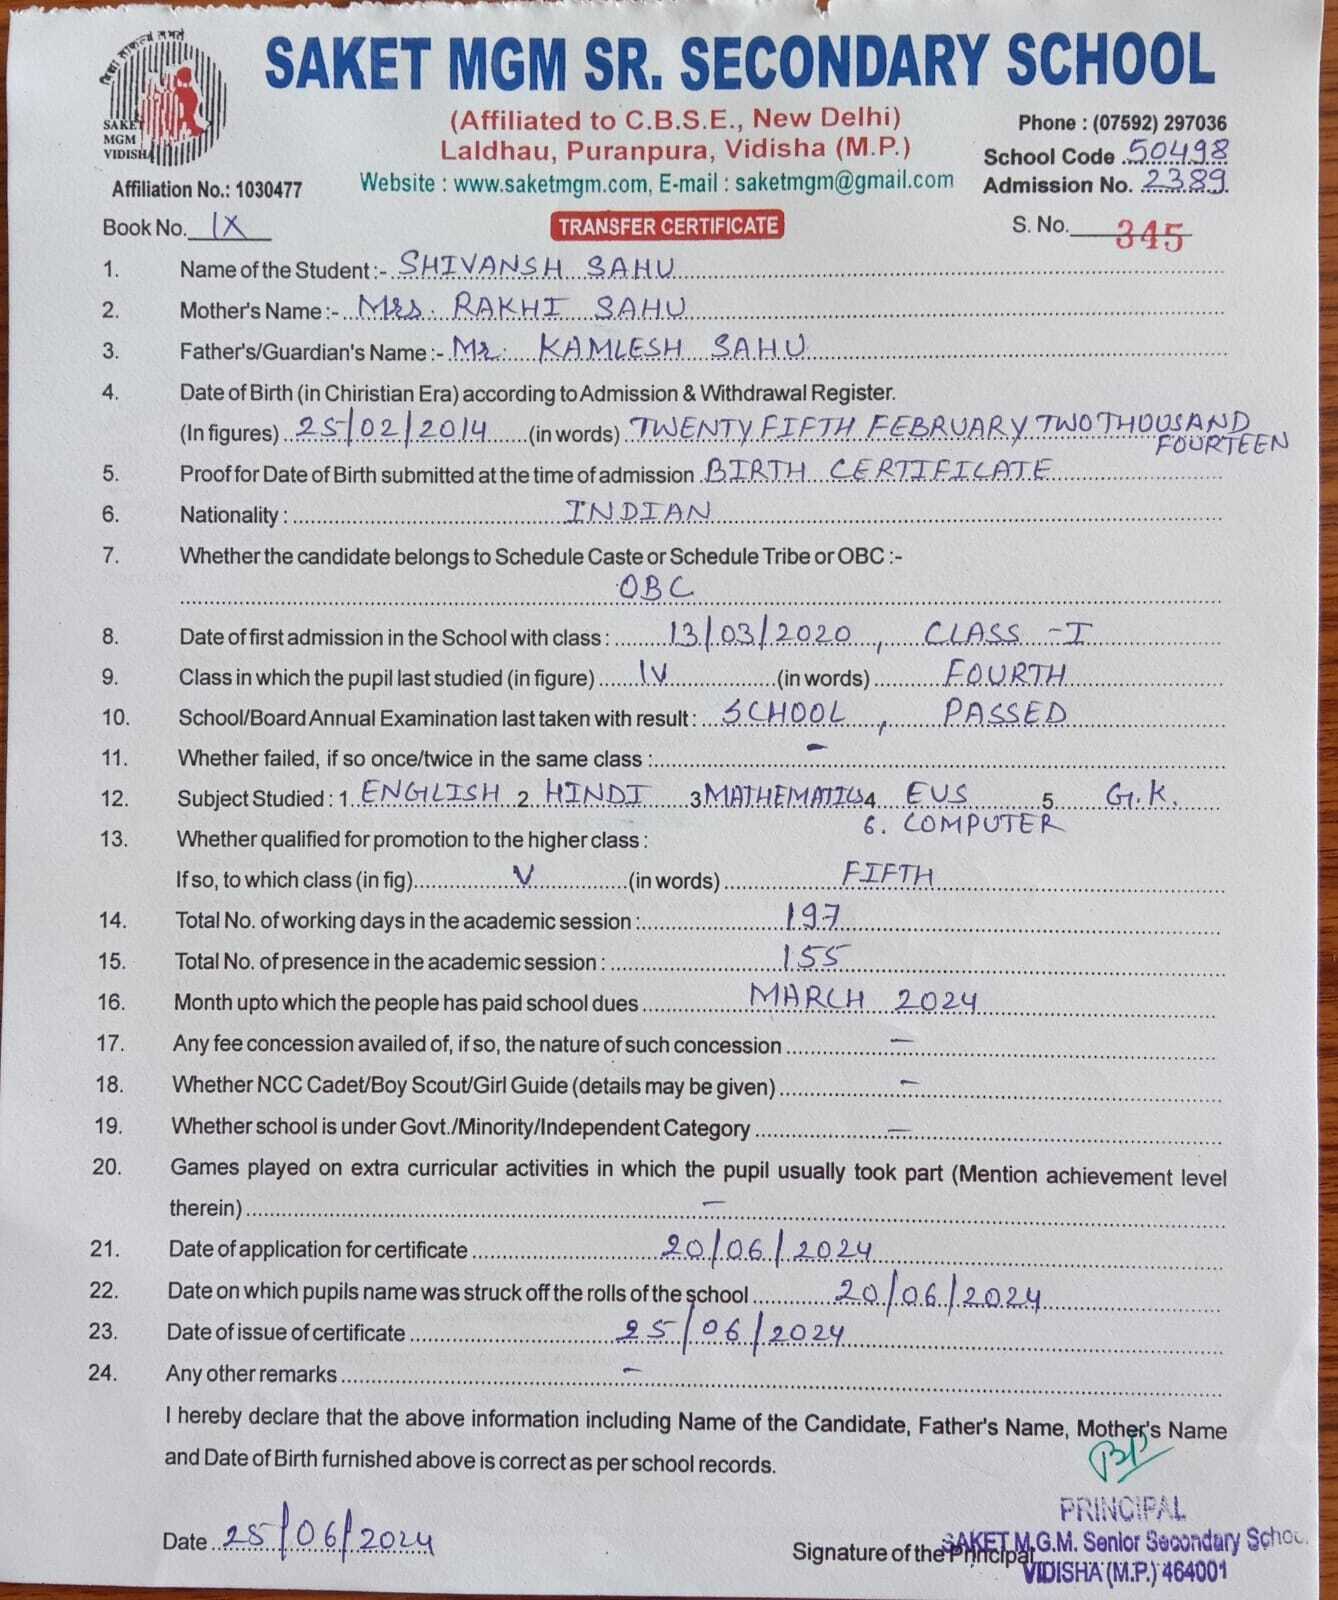 SAKET MGM SR. SECONDARY SCHOOL
(Affiliated to C.B.S.E., New Delhi)
Laldhau, Puranpura, Vidisha (M.P.)
Website : www.saketmgm.com, E-mail : saketmgm@gmail.com
SAKET
MGM
VIDISHA
Affiliation No.: 1030477
Phone : (07592) 297036
School Code 50498
Admission No. 2389
Book No. IX
TRANSFER CERTIFICATE
S. No. 345
1. Name of the Student :- SHIVANSH SAHU
2. Mother's Name :- Mrs. RAKHI SAHU
3. Father's/Guardian's Name :- Mr. KAMLESH SAHU
4. Date of Birth (in Chiristian Era) according to Admission & Withdrawal Register.
(In figures) 25/02/2014 (in words) TWENTY FIFTH FEBRUARY TWO THOUSAND
FOURTEEN
5. Proof for Date of Birth submitted at the time of admission BIRTH CERTIFICATE
6. Nationality : INDIAN
7. Whether the candidate belongs to Schedule Caste or Schedule Tribe or OBC :-
OBC
8. Date of first admission in the School with class : 13/03/2020, CLASS - I
9. Class in which the pupil last studied (in figure) IV (in words) FOURTH
10. School/Board Annual Examination last taken with result : SCHOOL, PASSED
11. Whether failed, if so once/twice in the same class : -
12. Subject Studied : 1 ENGLISH 2 HINDI 3 MATHEMATICS 4 EVS 5 G.K.
6. COMPUTER
13. Whether qualified for promotion to the higher class :
If so, to which class (in fig) V (in words) FIFTH
14. Total No. of working days in the academic session : 197
15. Total No. of presence in the academic session : 155
16. Month upto which the people has paid school dues MARCH 2024
17. Any fee concession availed of, if so, the nature of such concession -
18. Whether NCC Cadet/Boy Scout/Girl Guide (details may be given) -
19. Whether school is under Govt./Minority/Independent Category -
20. Games played on extra curricular activities in which the pupil usually took part (Mention achievement level
therein) -
21. Date of application for certificate 20/06/2024
22. Date on which pupils name was struck off the rolls of the school 20/06/2024
23. Date of issue of certificate 25/06/2024
24. Any other remarks -
I hereby declare that the above information including Name of the Candidate, Father's Name, Mother's Name
and Date of Birth furnished above is correct as per school records.
Date 25/06/2024
Signature of the Principal
PRINCIPAL
SAKET M.G.M. Senior Secondary School
VIDISHA (M.P.) 464001